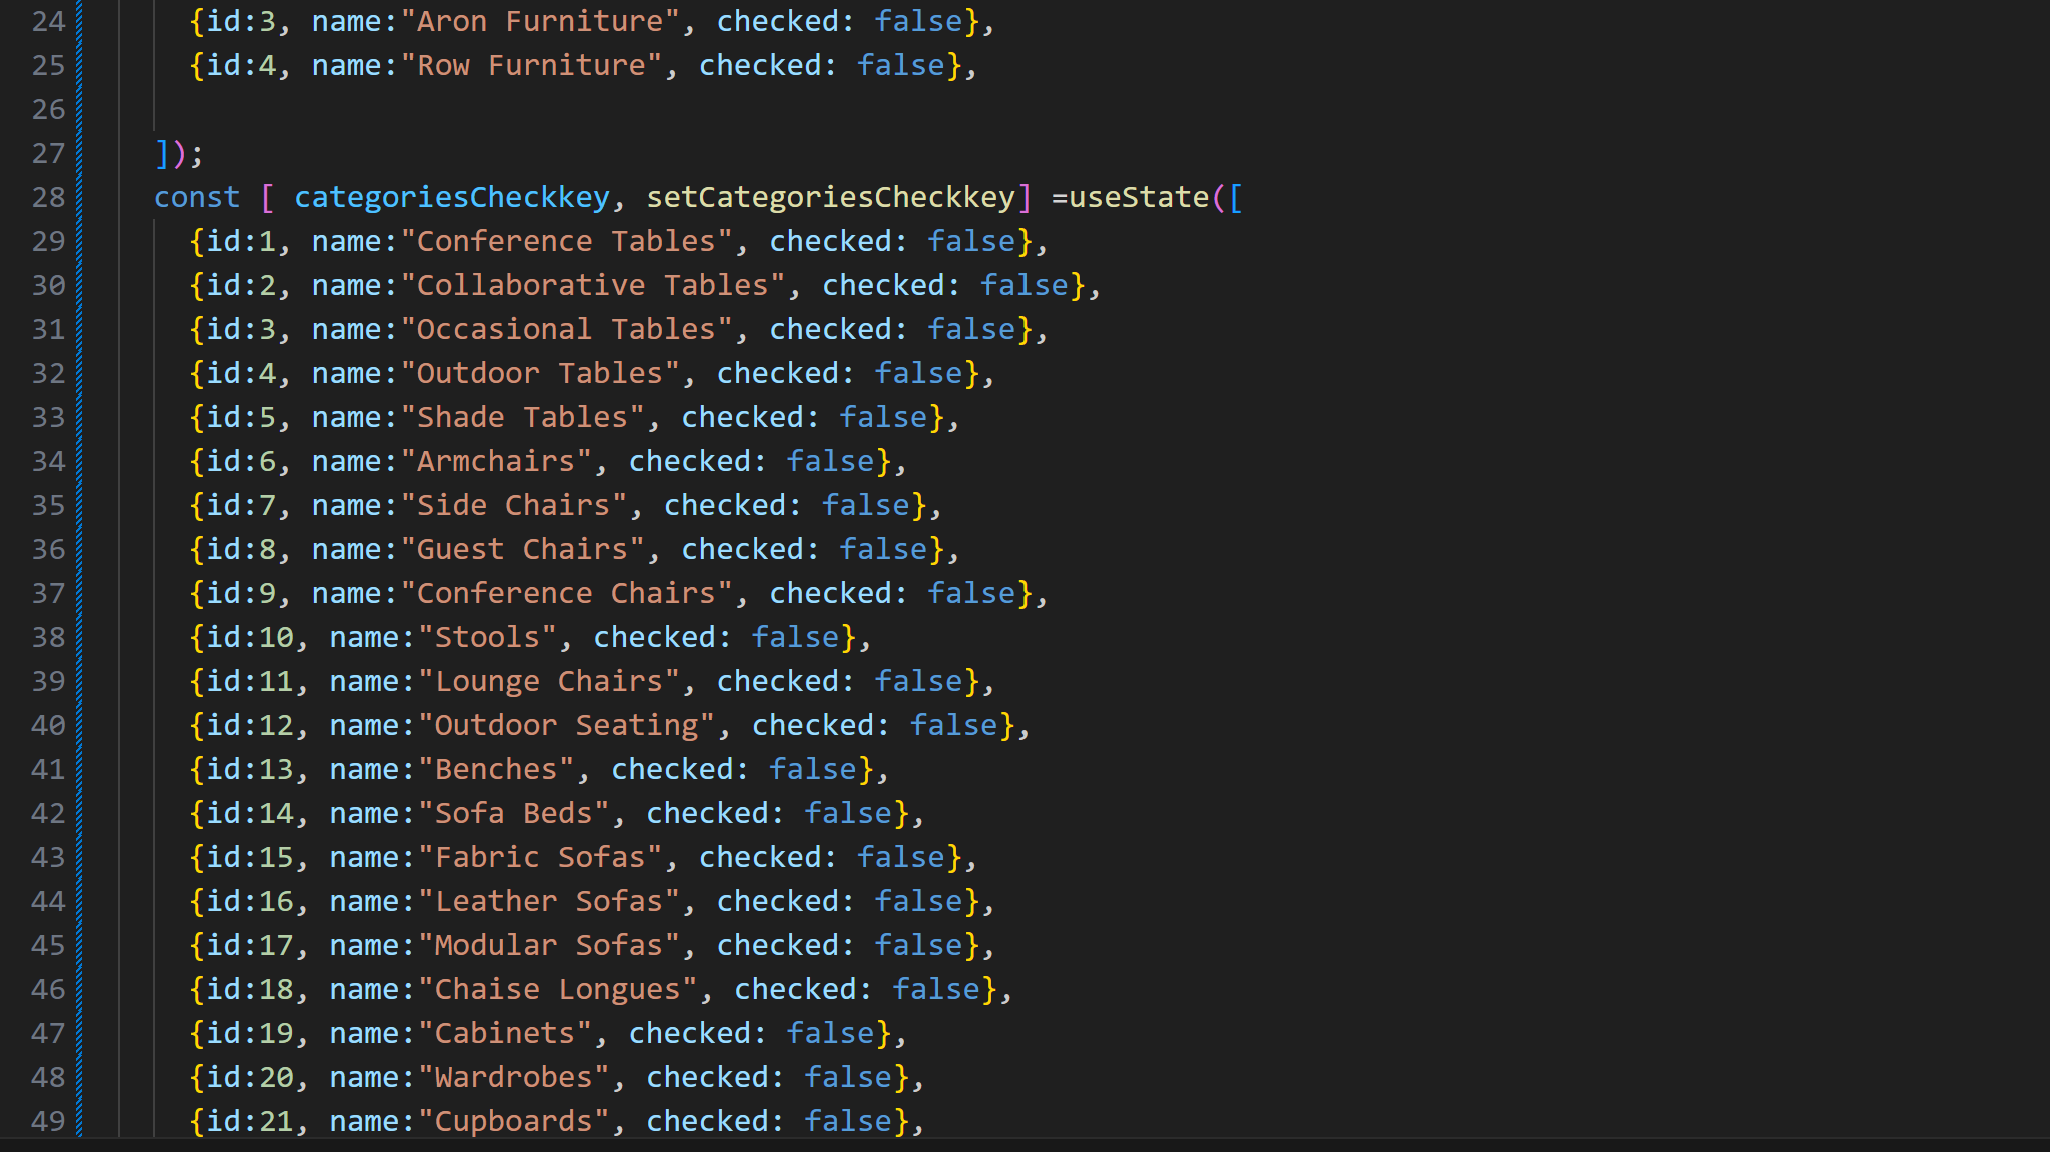 24 {id:3, name:"Aron Furniture", checked: false},
25 {id:4, name:"Row Furniture", checked: false},
26
27 ]);
28 const [ categoriesCheckkey, setCategoriesCheckkey] =useState([
29 {id:1, name:"Conference Tables", checked: false},
30 {id:2, name:"Collaborative Tables", checked: false},
31 {id:3, name:"Occasional Tables", checked: false},
32 {id:4, name:"Outdoor Tables", checked: false},
33 {id:5, name:"Shade Tables", checked: false},
34 {id:6, name:"Armchairs", checked: false},
35 {id:7, name:"Side Chairs", checked: false},
36 {id:8, name:"Guest Chairs", checked: false},
37 {id:9, name:"Conference Chairs", checked: false},
38 {id:10, name:"Stools", checked: false},
39 {id:11, name:"Lounge Chairs", checked: false},
40 {id:12, name:"Outdoor Seating", checked: false},
41 {id:13, name:"Benches", checked: false},
42 {id:14, name:"Sofa Beds", checked: false},
43 {id:15, name:"Fabric Sofas", checked: false},
44 {id:16, name:"Leather Sofas", checked: false},
45 {id:17, name:"Modular Sofas", checked: false},
46 {id:18, name:"Chaise Longues", checked: false},
47 {id:19, name:"Cabinets", checked: false},
48 {id:20, name:"Wardrobes", checked: false},
49 {id:21, name:"Cupboards", checked: false},